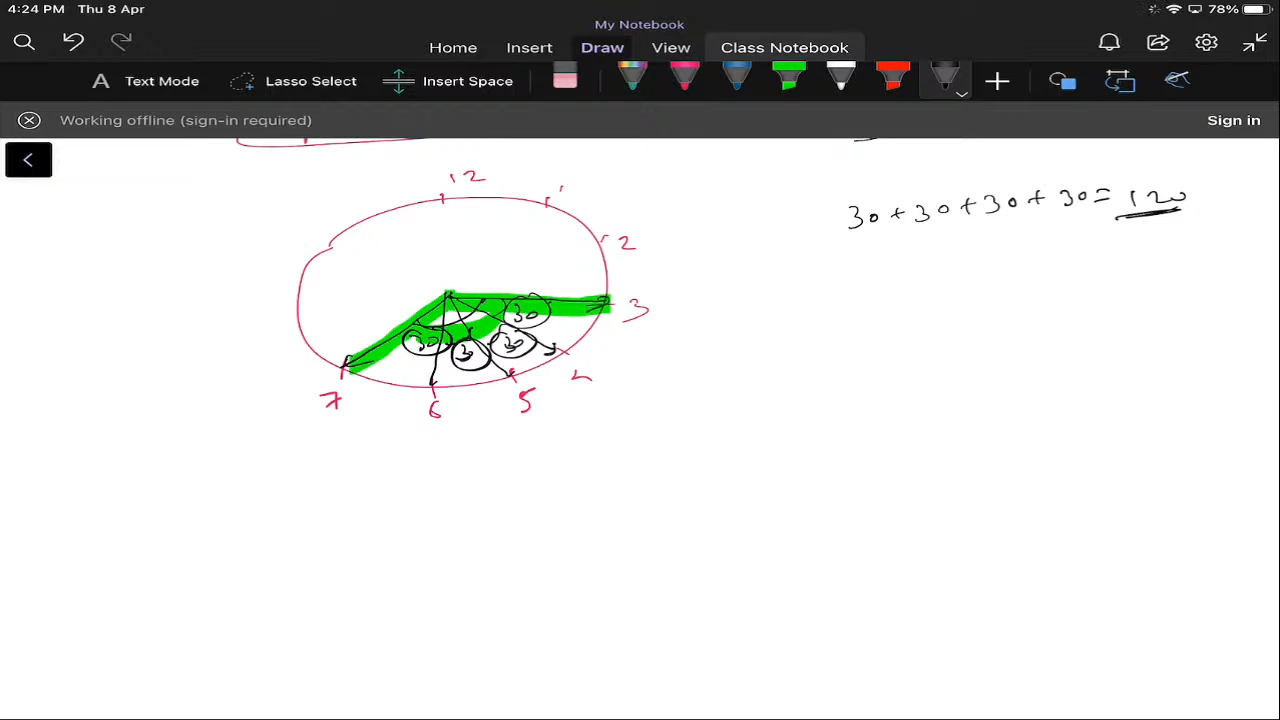 4:24 PM Thu 8 Apr
78%
My Notebook
Home Insert Draw View Class Notebook
Text Mode Lasso Select Insert Space
Working offline (sign-in required)
Sign in
30 + 30 + 30 + 30 = 120
12
1
2
3
30
30
30
30
4
5
6
7